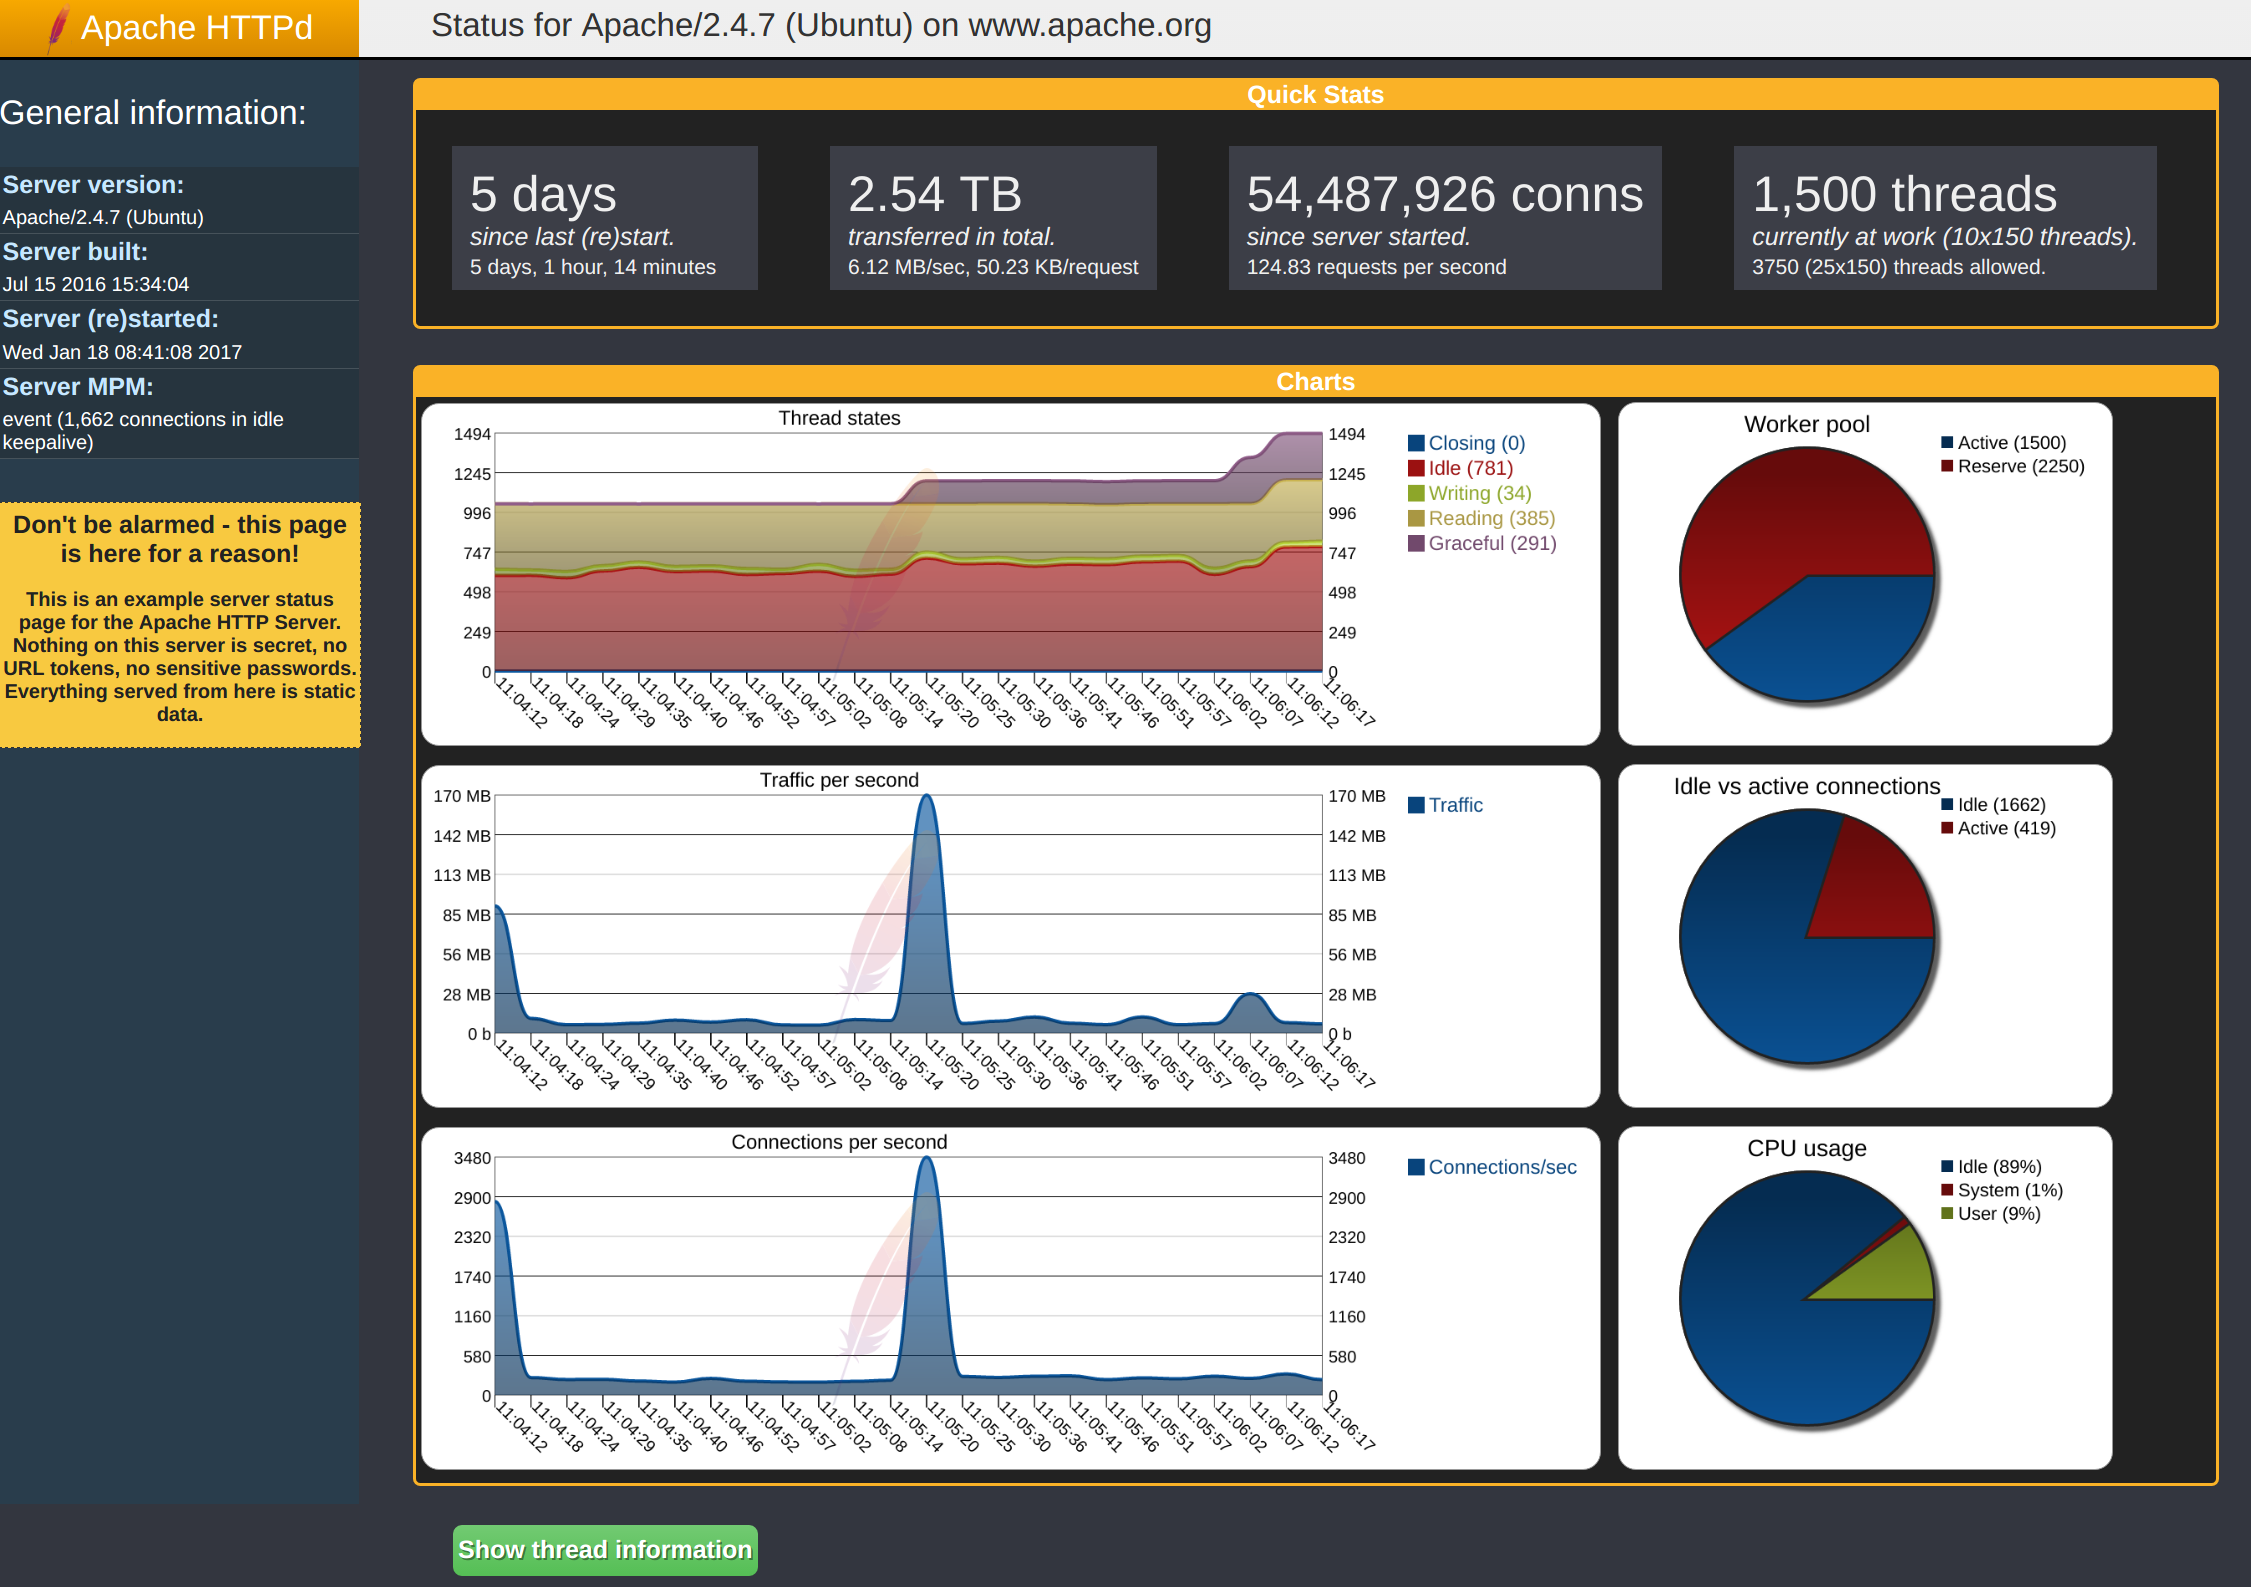 Apache HTTPd
Status for Apache/2.4.7 (Ubuntu) on www.apache.org
General information:
Server version:
Apache/2.4.7 (Ubuntu)
Server built:
Jul 15 2016 15:34:04
Server (re)started:
Wed Jan 18 08:41:08 2017
Server MPM:
event (1,662 connections in idle
keepalive)
Don't be alarmed - this page
is here for a reason!
This is an example server status
page for the Apache HTTP Server.
Nothing on this server is secret, no
URL tokens, no sensitive passwords.
Everything served from here is static
data.
Quick Stats
5 days
since last (re)start.
5 days, 1 hour, 14 minutes
2.54 TB
transferred in total.
6.12 MB/sec, 50.23 KB/request
54,487,926 conns
since server started.
124.83 requests per second
1,500 threads
currently at work (10x150 threads).
3750 (25x150) threads allowed.
Charts
Thread states
1494
1245
996
747
498
249
0
1494
1245
996
747
498
249
0
11:04:12
11:04:18
11:04:24
11:04:29
11:04:35
11:04:40
11:04:46
11:04:52
11:04:57
11:05:02
11:05:08
11:05:14
11:05:20
11:05:25
11:05:30
11:05:36
11:05:41
11:05:46
11:05:51
11:05:57
11:06:02
11:06:07
11:06:12
11:06:17
Closing (0)
Idle (781)
Writing (34)
Reading (385)
Graceful (291)
Worker pool
Active (1500)
Reserve (2250)
Traffic per second
170 MB
142 MB
113 MB
85 MB
56 MB
28 MB
0 b
170 MB
142 MB
113 MB
85 MB
56 MB
28 MB
0 b
11:04:12
11:04:18
11:04:24
11:04:29
11:04:35
11:04:40
11:04:46
11:04:52
11:04:57
11:05:02
11:05:08
11:05:14
11:05:20
11:05:25
11:05:30
11:05:36
11:05:41
11:05:46
11:05:51
11:05:57
11:06:02
11:06:07
11:06:12
11:06:17
Traffic
Idle vs active connections
Idle (1662)
Active (419)
Connections per second
3480
2900
2320
1740
1160
580
0
3480
2900
2320
1740
1160
580
0
11:04:12
11:04:18
11:04:24
11:04:29
11:04:35
11:04:40
11:04:46
11:04:52
11:04:57
11:05:02
11:05:08
11:05:14
11:05:20
11:05:25
11:05:30
11:05:36
11:05:41
11:05:46
11:05:51
11:05:57
11:06:02
11:06:07
11:06:12
11:06:17
Connections/sec
CPU usage
Idle (89%)
System (1%)
User (9%)
Show thread information